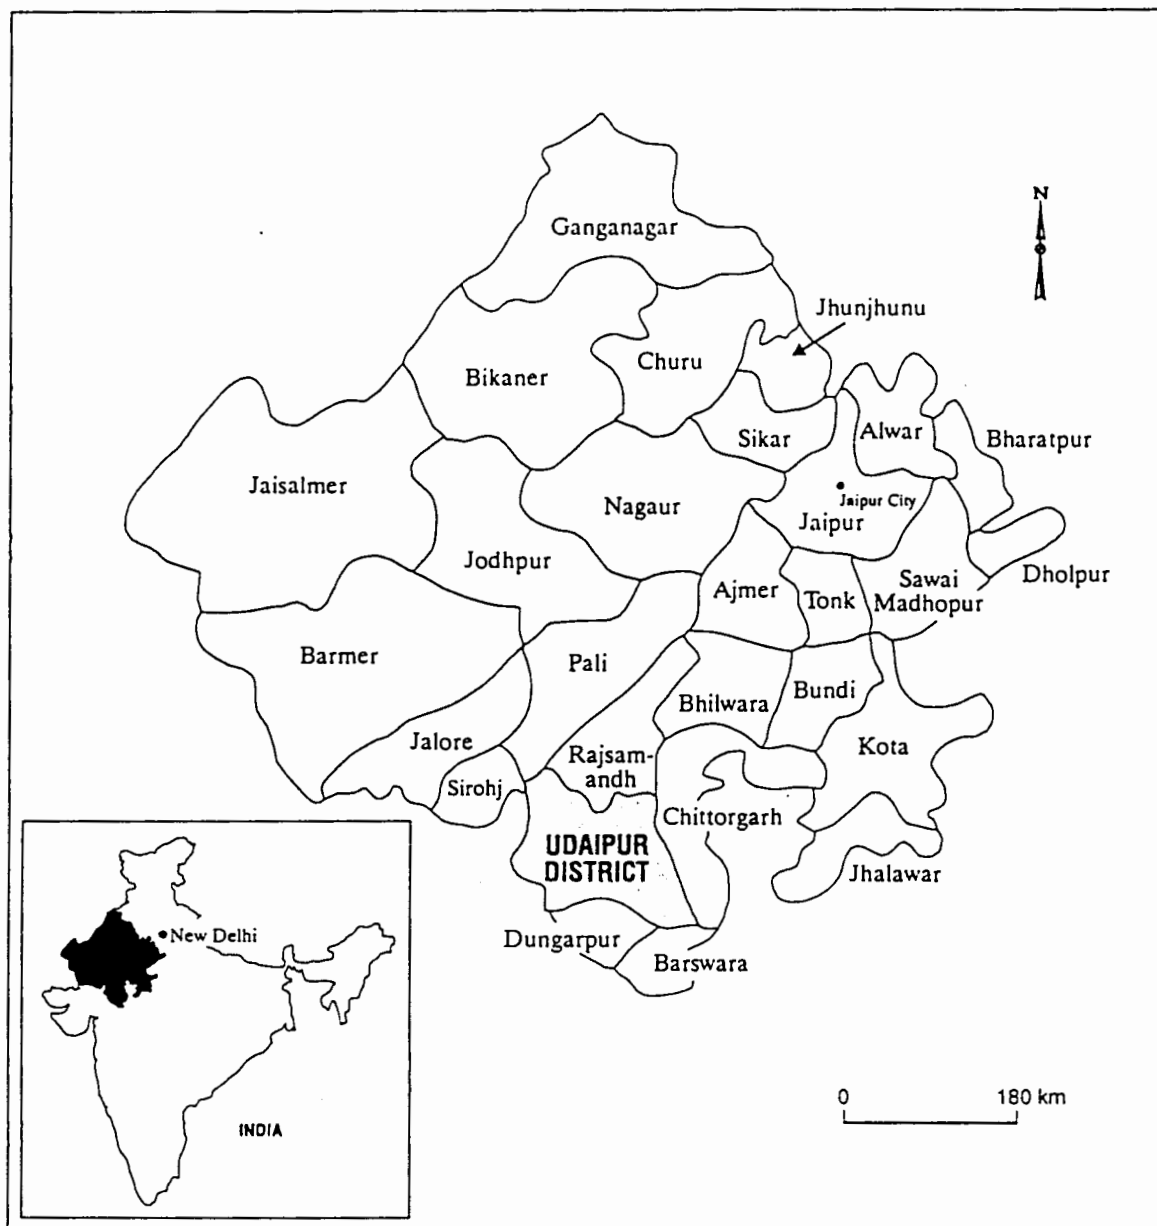 N
Ganganagar
Jhunjhunu
Churu
Bikaner
Sikar
Alwar
Bharatpur
Jaisalmer
Nagaur
Jaipur City
Jaipur
Jodhpur
Dholpur
Ajmer
Tonk
Sawai
Madhopur
Barmer
Pali
Bhilwara
Bundi
Jalore
Kota
Rajsam-
andh
Sirohj
Chittorgarh
UDAIPUR
DISTRICT
Jhalawar
Dungarpur
Barswara
New Delhi
INDIA
0 180 km